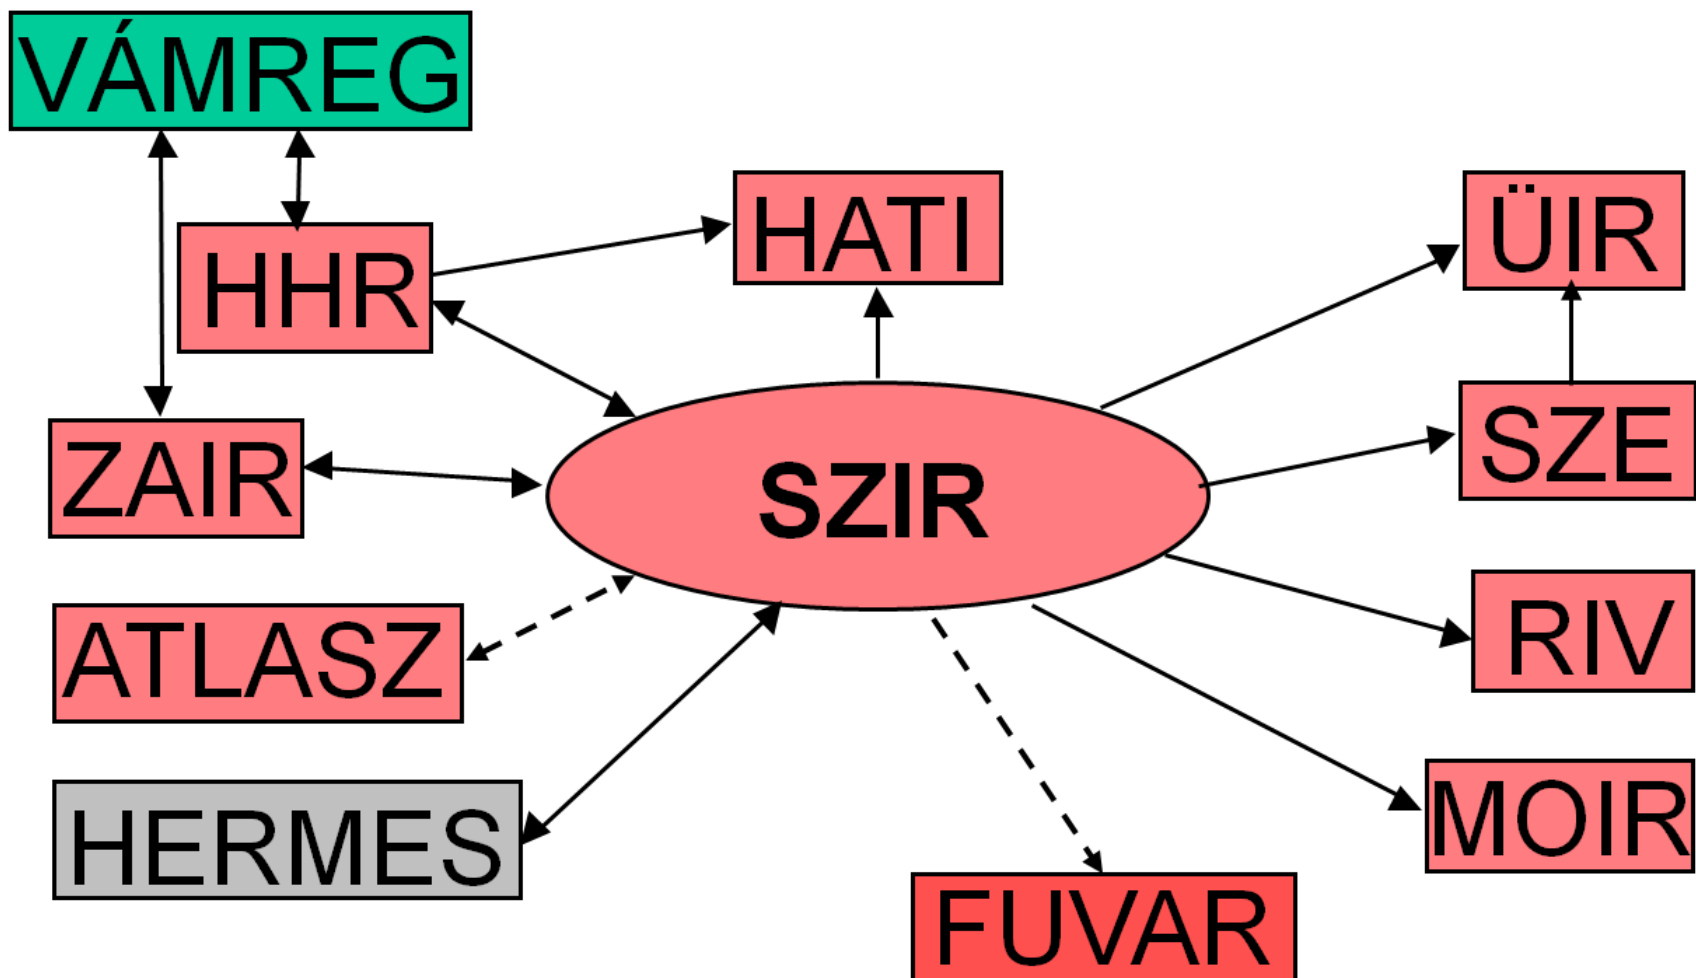 VÁMREG
HATI
ÜIR
HHR
SZE
ZAIR
SZIR
RIV
ATLASZ
MOIR
HERMES
FUVAR